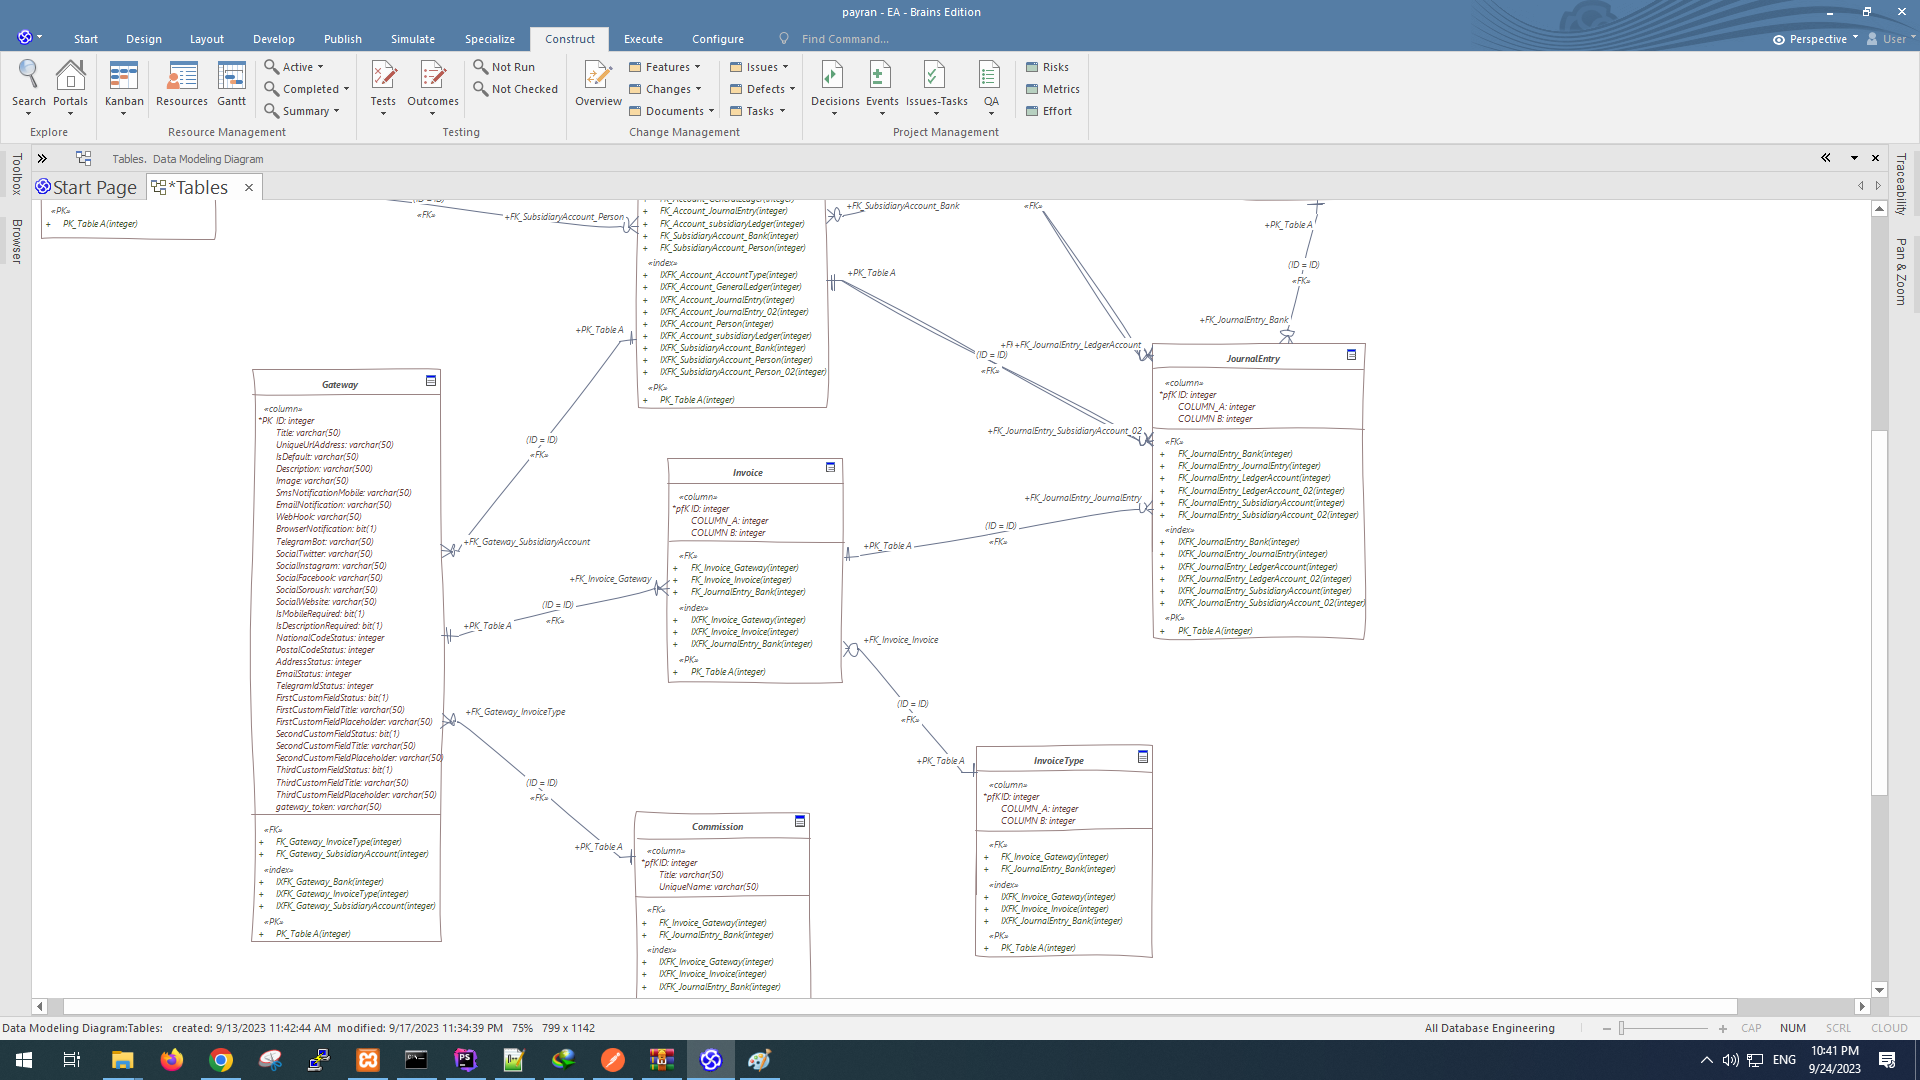 payran - EA - Brains Edition
Start Design Layout Develop Publish Simulate Specialize Construct Execute Configure Find Command... Perspective User
Search Portals
Explore
Kanban Resources Gantt
Active
Completed
Summary
Resource Management
Tests Outcomes
Not Run
Not Checked
Testing
Overview
Features
Changes
Documents
Issues
Defects
Tasks
Change Management
Decisions Events Issues-Tasks QA
Risks
Metrics
Effort
Project Management
Toolbox
Browser
Traceability
Pan & Zoom
Tables. Data Modeling Diagram
Start Page *Tables
«PK»
+ PK_Table A(integer)
«FK»
+FK_SubsidiaryAccount_Person
+ FK_Account_JournalEntry(integer)
+ FK_Account_subsidiaryLedger(integer)
+ FK_SubsidiaryAccount_Bank(integer)
+ FK_SubsidiaryAccount_Person(integer)
«index»
+ IXFK_Account_AccountType(integer)
+ IXFK_Account_GeneralLedger(integer)
+ IXFK_Account_JournalEntry(integer)
+ IXFK_Account_JournalEntry_02(integer)
+ IXFK_Account_Person(integer)
+ IXFK_Account_subsidiaryLedger(integer)
+ IXFK_SubsidiaryAccount_Bank(integer)
+ IXFK_SubsidiaryAccount_Person(integer)
+ IXFK_SubsidiaryAccount_Person_02(integer)
«PK»
+ PK_Table A(integer)
+FK_SubsidiaryAccount_Bank
«FK»
+PK_Table A
+PK_Table A
(ID = ID)
«FK»
+FK_JournalEntry_Bank
+FK_JournalEntry_LedgerAccount
(ID = ID)
«FK»
+FK_JournalEntry_SubsidiaryAccount_02
+FK_JournalEntry_JournalEntry
(ID = ID)
«FK»
+PK_Table A
+PK_Table A
(ID = ID)
«FK»
+FK_Gateway_SubsidiaryAccount
+FK_Invoice_Gateway
(ID = ID)
«FK»
+PK_Table A
+FK_Gateway_InvoiceType
(ID = ID)
«FK»
+PK_Table A
+FK_Invoice_Invoice
(ID = ID)
«FK»
+PK_Table A
Gateway
«column»
*PK ID: integer
Title: varchar(50)
UniqueUrlAddress: varchar(50)
IsDefault: varchar(50)
Description: varchar(500)
Image: varchar(50)
SmsNotificationMobile: varchar(50)
EmailNotification: varchar(50)
WebHook: varchar(50)
BrowserNotification: bit(1)
TelegramBot: varchar(50)
SocialTwitter: varchar(50)
SocialInstagram: varchar(50)
SocialFacebook: varchar(50)
SocialSoroush: varchar(50)
SocialWebsite: varchar(50)
IsMobileRequired: bit(1)
IsDescriptionRequired: bit(1)
NationalCodeStatus: integer
PostalCodeStatus: integer
AddressStatus: integer
EmailStatus: integer
TelegramIdStatus: integer
FirstCustomFieldStatus: bit(1)
FirstCustomFieldTitle: varchar(50)
FirstCustomFieldPlaceholder: varchar(50)
SecondCustomFieldStatus: bit(1)
SecondCustomFieldTitle: varchar(50)
SecondCustomFieldPlaceholder: varchar(50)
ThirdCustomFieldStatus: bit(1)
ThirdCustomFieldTitle: varchar(50)
ThirdCustomFieldPlaceholder: varchar(50)
gateway_token: varchar(50)
«FK»
+ FK_Gateway_InvoiceType(integer)
+ FK_Gateway_SubsidiaryAccount(integer)
«index»
+ IXFK_Gateway_Bank(integer)
+ IXFK_Gateway_InvoiceType(integer)
+ IXFK_Gateway_SubsidiaryAccount(integer)
«PK»
+ PK_Table A(integer)
Invoice
«column»
*pfK ID: integer
COLUMN_A: integer
COLUMN B: integer
«FK»
+ FK_Invoice_Gateway(integer)
+ FK_Invoice_Invoice(integer)
+ FK_JournalEntry_Bank(integer)
«index»
+ IXFK_Invoice_Gateway(integer)
+ IXFK_Invoice_Invoice(integer)
+ IXFK_JournalEntry_Bank(integer)
«PK»
+ PK_Table A(integer)
JournalEntry
«column»
*pfK ID: integer
COLUMN_A: integer
COLUMN B: integer
«FK»
+ FK_JournalEntry_Bank(integer)
+ FK_JournalEntry_JournalEntry(integer)
+ FK_JournalEntry_LedgerAccount(integer)
+ FK_JournalEntry_LedgerAccount_02(integer)
+ FK_JournalEntry_SubsidiaryAccount(integer)
+ FK_JournalEntry_SubsidiaryAccount_02(integer)
«index»
+ IXFK_JournalEntry_Bank(integer)
+ IXFK_JournalEntry_JournalEntry(integer)
+ IXFK_JournalEntry_LedgerAccount(integer)
+ IXFK_JournalEntry_LedgerAccount_02(integer)
+ IXFK_JournalEntry_SubsidiaryAccount(integer)
+ IXFK_JournalEntry_SubsidiaryAccount_02(integer)
«PK»
+ PK_Table A(integer)
Commission
«column»
*pfK ID: integer
Title: varchar(50)
UniqueName: varchar(50)
«FK»
+ FK_Invoice_Gateway(integer)
+ FK_JournalEntry_Bank(integer)
«index»
+ IXFK_Invoice_Gateway(integer)
+ IXFK_Invoice_Invoice(integer)
+ IXFK_JournalEntry_Bank(integer)
InvoiceType
«column»
*pfK ID: integer
COLUMN_A: integer
COLUMN B: integer
«FK»
+ FK_Invoice_Gateway(integer)
+ FK_JournalEntry_Bank(integer)
«index»
+ IXFK_Invoice_Gateway(integer)
+ IXFK_Invoice_Invoice(integer)
+ IXFK_JournalEntry_Bank(integer)
«PK»
+ PK_Table A(integer)
Data Modeling Diagram:Tables: created: 9/13/2023 11:42:44 AM modified: 9/17/2023 11:34:39 PM 75% 799 x 1142
All Database Engineering CAP NUM SCRL CLOUD
ENG
10:41 PM
9/24/2023